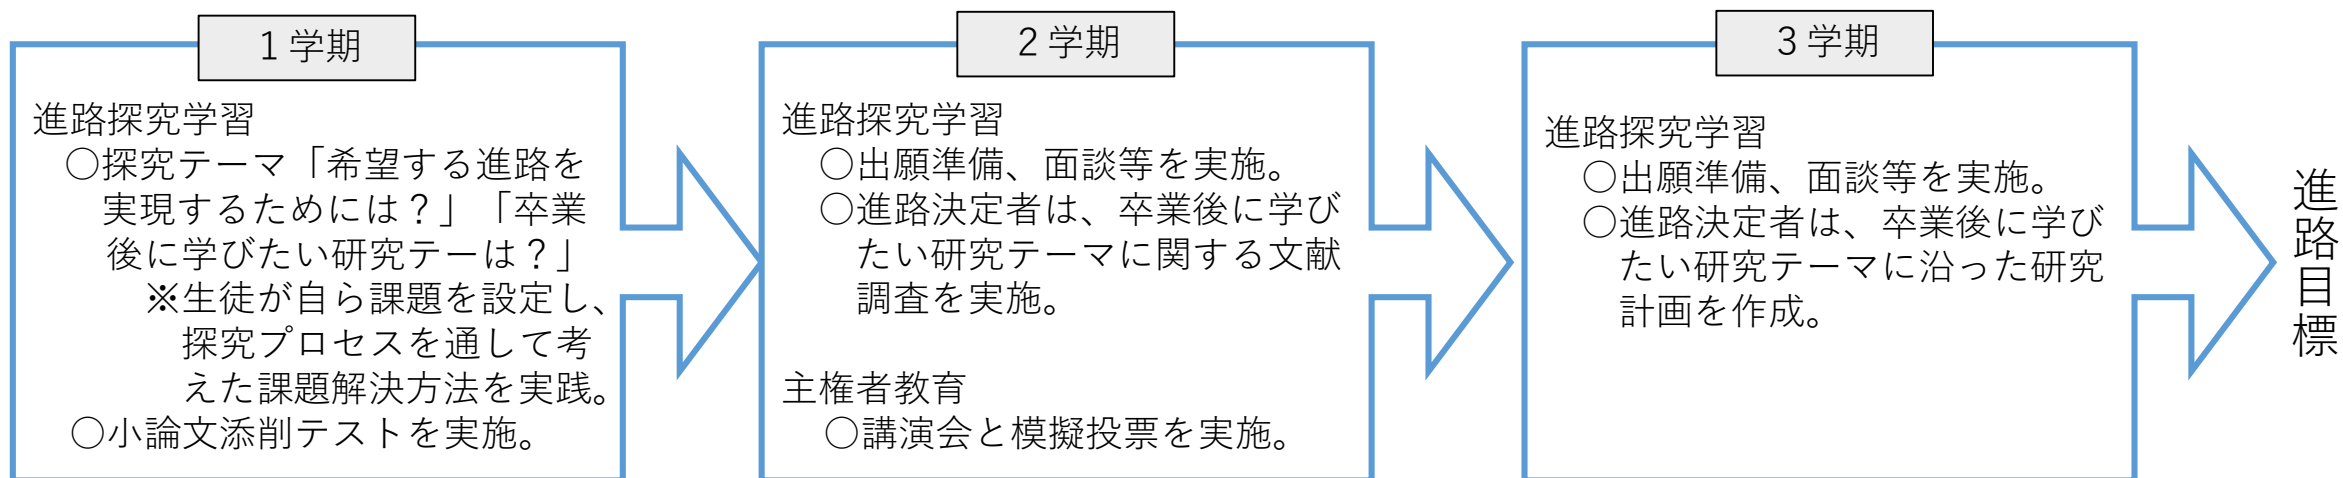 １学期
進路探究学習
○探究テーマ「希望する進路を
実現するためには？」「卒業
後に学びたい研究テーは？」
※生徒が自ら課題を設定し、
探究プロセスを通して考
えた課題解決方法を実践。
○小論文添削テストを実施。
２学期
進路探究学習
○出願準備、面談等を実施。
○進路決定者は、卒業後に学び
たい研究テーマに関する文献
調査を実施。
主権者教育
○講演会と模擬投票を実施。
３学期
進路探究学習
○出願準備、面談等を実施。
○進路決定者は、卒業後に学び
たい研究テーマに沿った研究
計画を作成。
進路目標